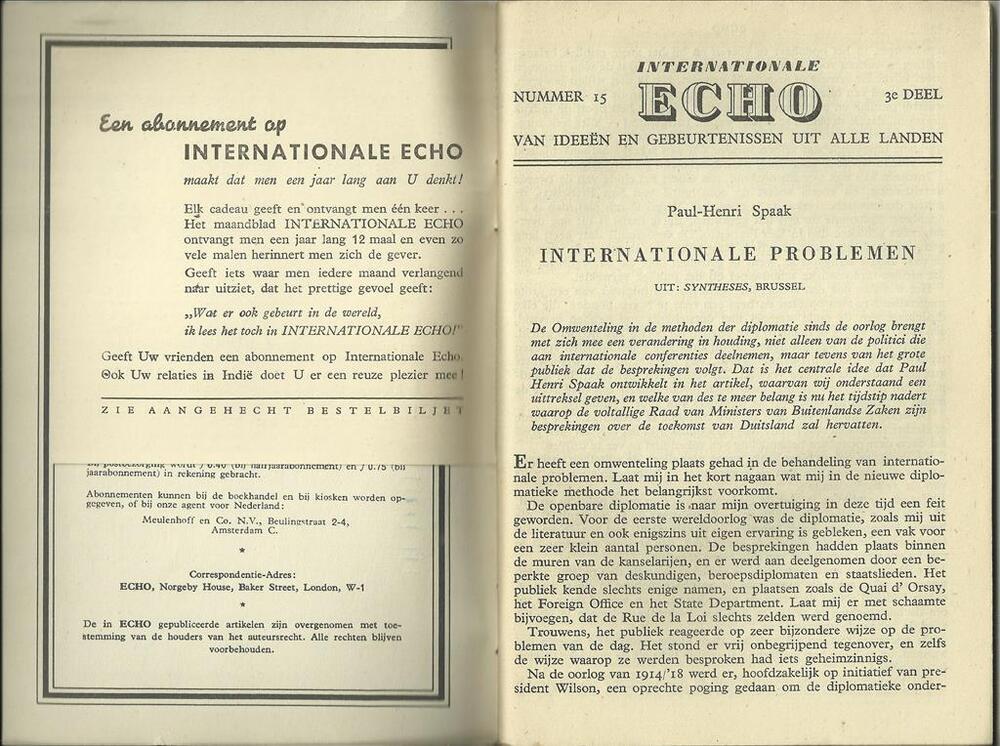 Een abonnement op
INTERNATIONALE ECHO
maakt dat men een jaar lang aan U denkt!
Elk cadeau geeft en ontvangt men één keer . . .
Het maandblad INTERNATIONALE ECHO
ontvangt men een jaar lang 12 maal en even zo
vele malen herinnert men zich de gever.
Geeft iets waar men iedere maand verlangend
naar uitziet, dat het prettige gevoel geeft:
„Wat er ook gebeurt in de wereld,
ik lees het toch in INTERNATIONALE ECHO!"
Geeft Uw vrienden een abonnement op Internationale Echo.
Ook Uw relaties in Indië doet U er een reuze plezier mee!
ZIE AANGEHECHT BESTELBILJET
Bij postbezorging wordt ƒ 0.40 (bij halfjaarabonnement) en ƒ 0.75 (bij
jaarabonnement) in rekening gebracht.
Abonnementen kunnen bij de boekhandel en bij kiosken worden op-
gegeven, of bij onze agent voor Nederland:
Meulenhoff en Co. N.V., Beulingstraat 2-4,
Amsterdam C.
*
Correspondentie-Adres:
ECHO, Norgeby House, Baker Street, London, W-1
*
De in ECHO gepubliceerde artikelen zijn overgenomen met toe-
stemming van de houders van het auteursrecht. Alle rechten blijven
voorbehouden.
INTERNATIONALE
NUMMER 15 ECHO 3e DEEL
VAN IDEEËN EN GEBEURTENISSEN UIT ALLE LANDEN
Paul-Henri Spaak
INTERNATIONALE PROBLEMEN
UIT: SYNTHESES, BRUSSEL
De Omwenteling in de methoden der diplomatie sinds de oorlog brengt
met zich mee een verandering in houding, niet alleen van de politici die
aan internationale conferenties deelnemen, maar tevens van het grote
publiek dat de besprekingen volgt. Dat is het centrale idee dat Paul
Henri Spaak ontwikkelt in het artikel, waarvan wij onderstaand een
uittreksel geven, en welke van des te meer belang is nu het tijdstip nadert
waarop de voltallige Raad van Ministers van Buitenlandse Zaken zijn
besprekingen over de toekomst van Duitsland zal hervatten.
Er heeft een omwenteling plaats gehad in de behandeling van internatio-
nale problemen. Laat mij in het kort nagaan wat mij in de nieuwe diplo-
matieke methode het belangrijkst voorkomt.
De openbare diplomatie is naar mijn overtuiging in deze tijd een feit
geworden. Voor de eerste wereldoorlog was de diplomatie, zoals mij uit
de literatuur en ook enigszins uit eigen ervaring is gebleken, een vak voor
een zeer klein aantal personen. De besprekingen hadden plaats binnen
de muren van de kanselarijen, en er werd aan deelgenomen door een be-
perkte groep van deskundigen, beroepsdiplomaten en staatslieden. Het
publiek kende slechts enige namen, en plaatsen zoals de Quai d' Orsay,
het Foreign Office en het State Department. Laat mij er met schaamte
bijvoegen, dat de Rue de la Loi slechts zelden werd genoemd.
Trouwens, het publiek reageerde op zeer bijzondere wijze op de pro-
blemen van de dag. Het stond er vrij onbegrijpend tegenover, en zelfs
de wijze waarop ze werden besproken had iets geheimzinnigs.
Na de oorlog van 1914/'18 werd er, hoofdzakelijk op initiatief van pre-
sident Wilson, een oprechte poging gedaan om de diplomatieke onder-